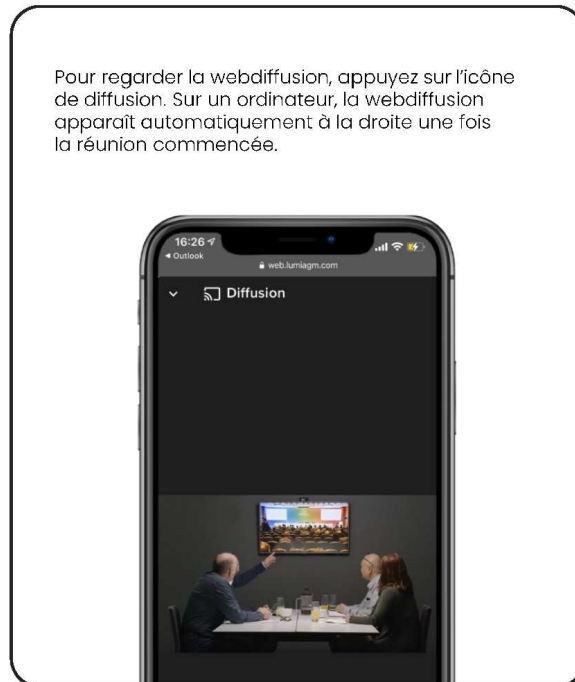 Pour regarder la webdiffusion, appuyez sur l'icône
de diffusion. Sur un ordinateur, la webdiffusion
apparaît automatiquement à la droite une fois
la réunion commencée.
16:26
◄ Outlook
web.lumiagm.com
Diffusion